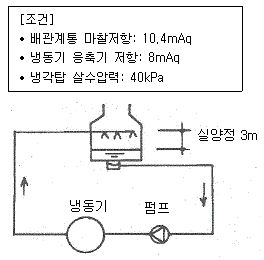 [조건]
• 배관계통 마찰저항: 10.4mAq
• 냉동기 응축기 저항: 8mAq
• 냉각탑 살수압력: 40kPa
실양정 3m
냉동기
펌프